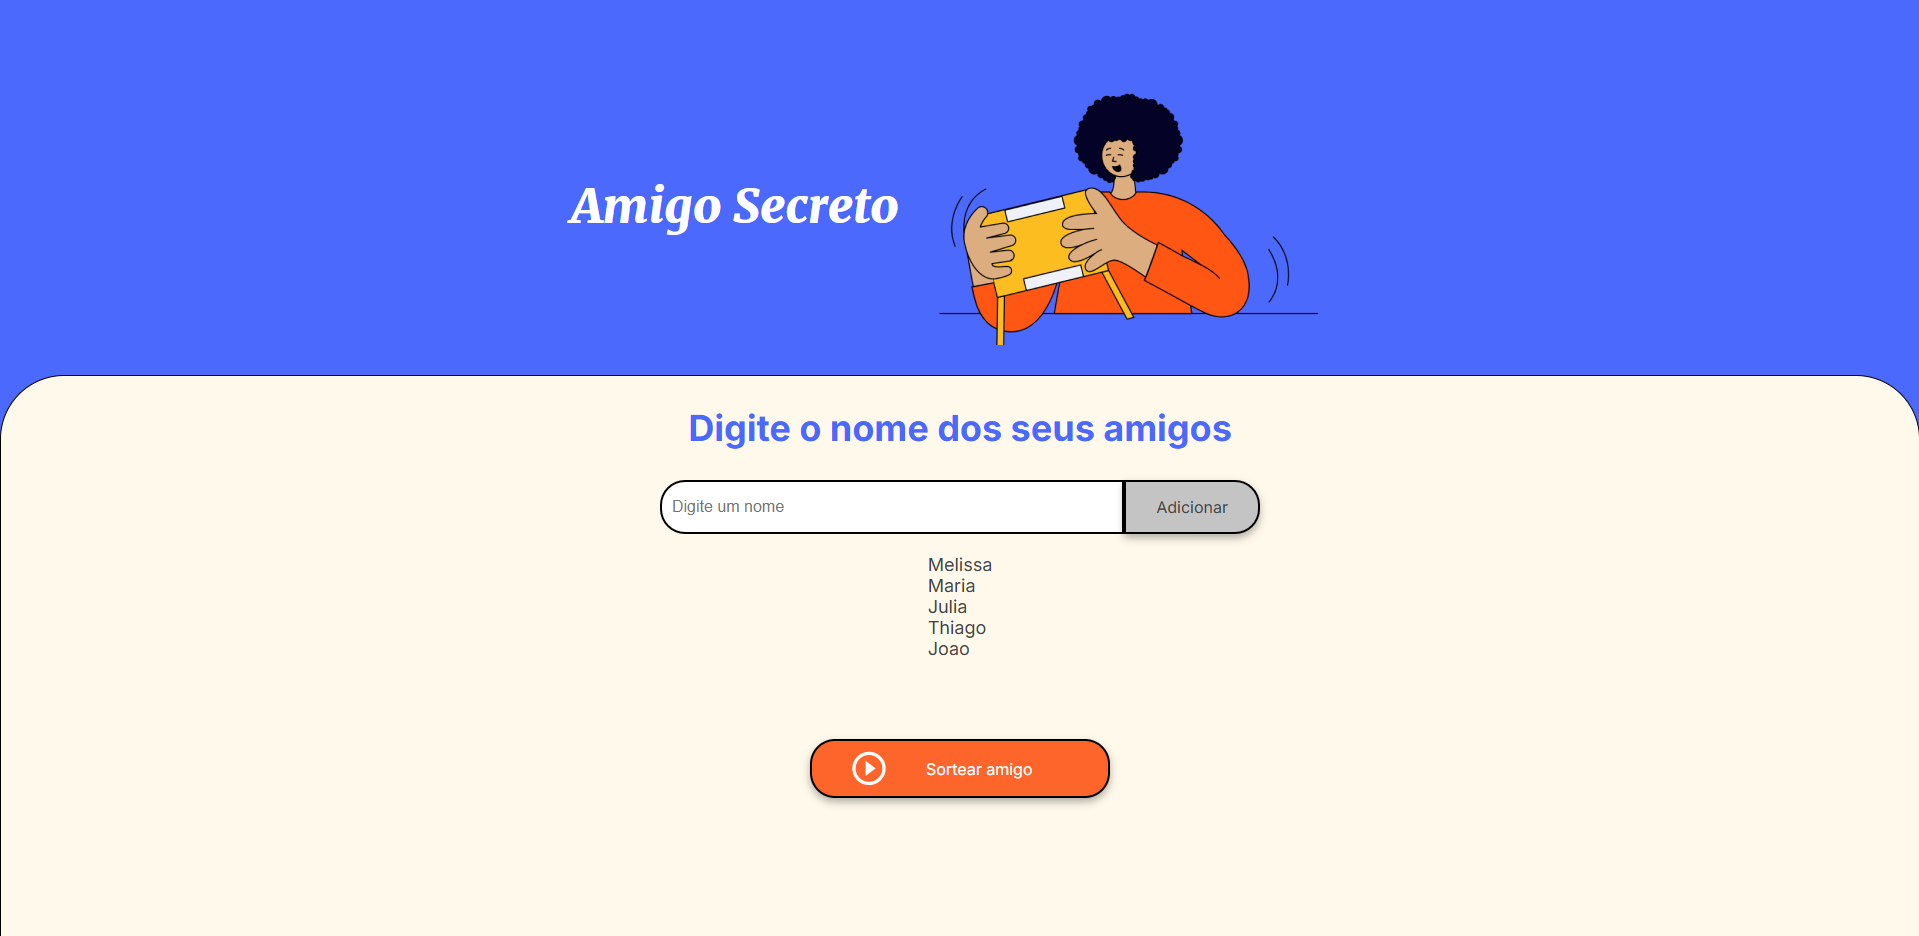 Amigo Secreto
Digite o nome dos seus amigos
Digite um nome
Adicionar
Melissa
Maria
Julia
Thiago
Joao
Sortear amigo